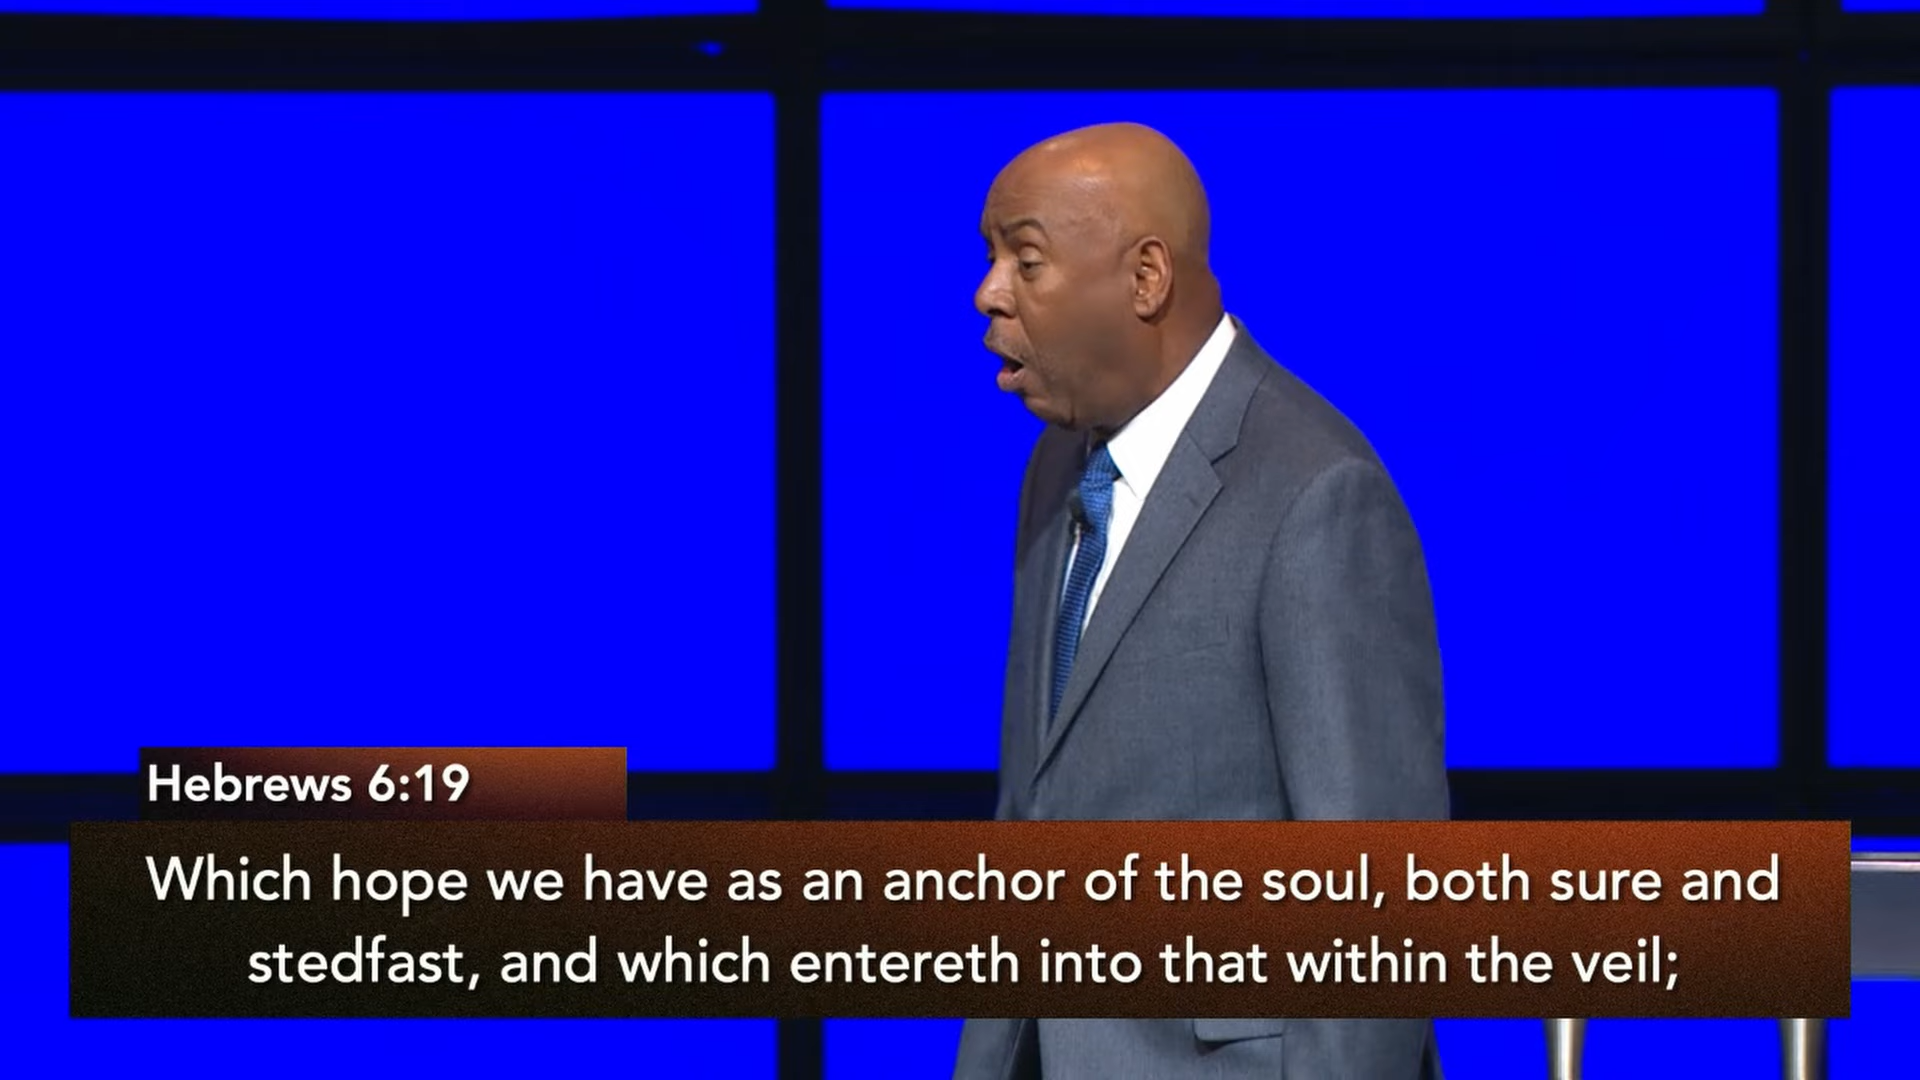 Hebrews 6:19
Which hope we have as an anchor of the soul, both sure and
stedfast, and which entereth into that within the veil;